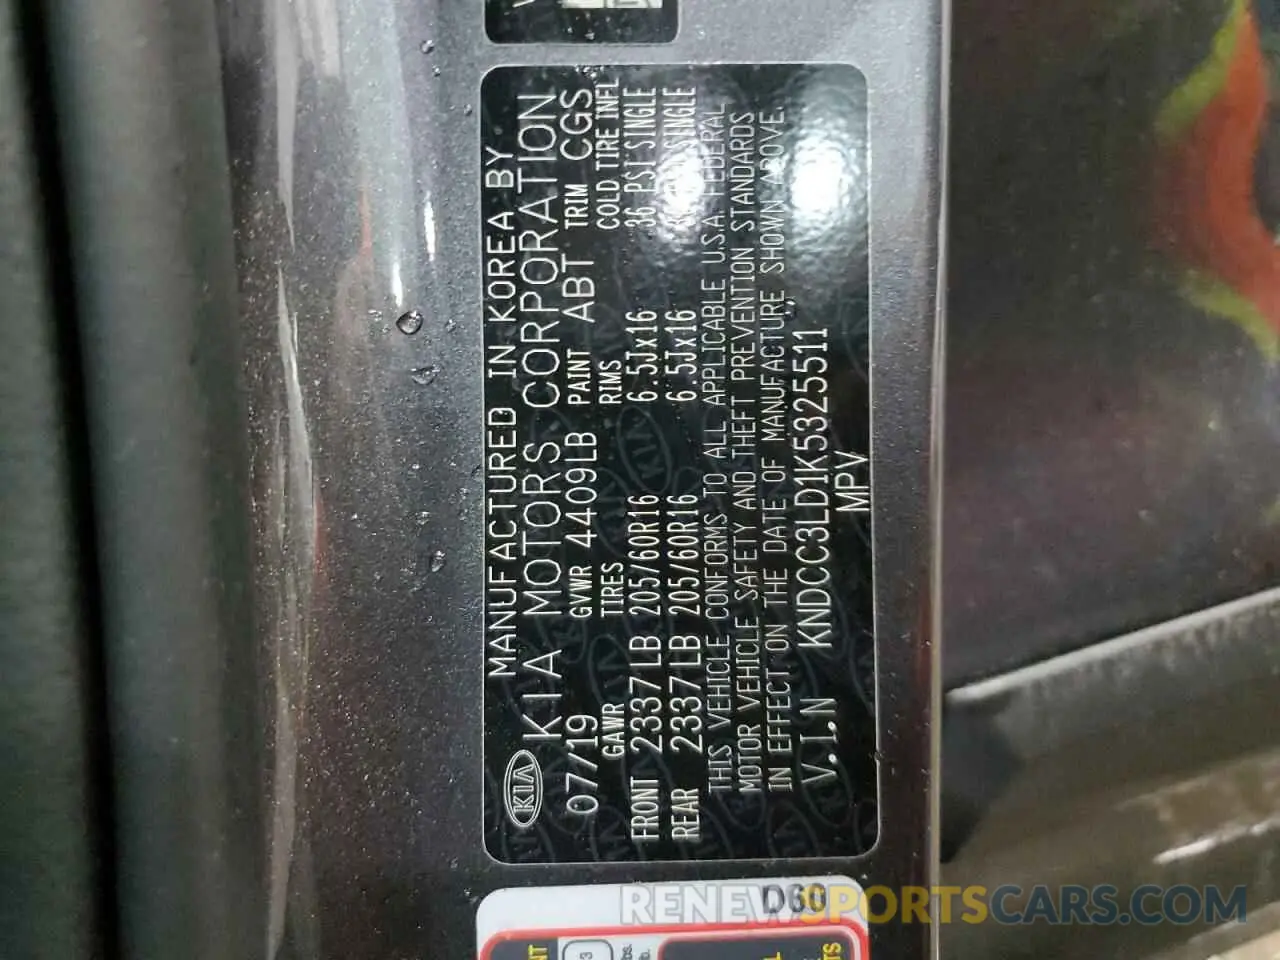 KIA MANUFACTURED IN KOREA BY
KIA MOTORS CORPORATION
07/19 GVWR 4409LB PAINT ABT TRIM CGS
GAWR TIRES RIMS COLD TIRE INFL
FRONT 2337LB 205/60R16 6.5Jx16 36 PSI SINGLE
REAR 2337LB 205/60R16 6.5Jx16 SINGLE
THIS VEHICLE CONFORMS TO ALL APPLICABLE U.S.A. FEDERAL
MOTOR VEHICLE SAFETY AND THEFT PREVENTION STANDARDS
IN EFFECT ON THE DATE OF MANUFACTURE SHOWN ABOVE.
V.I.N KNDCC3LD1K5325511
MPV
D60
RENEWSPORTSCARS.COM